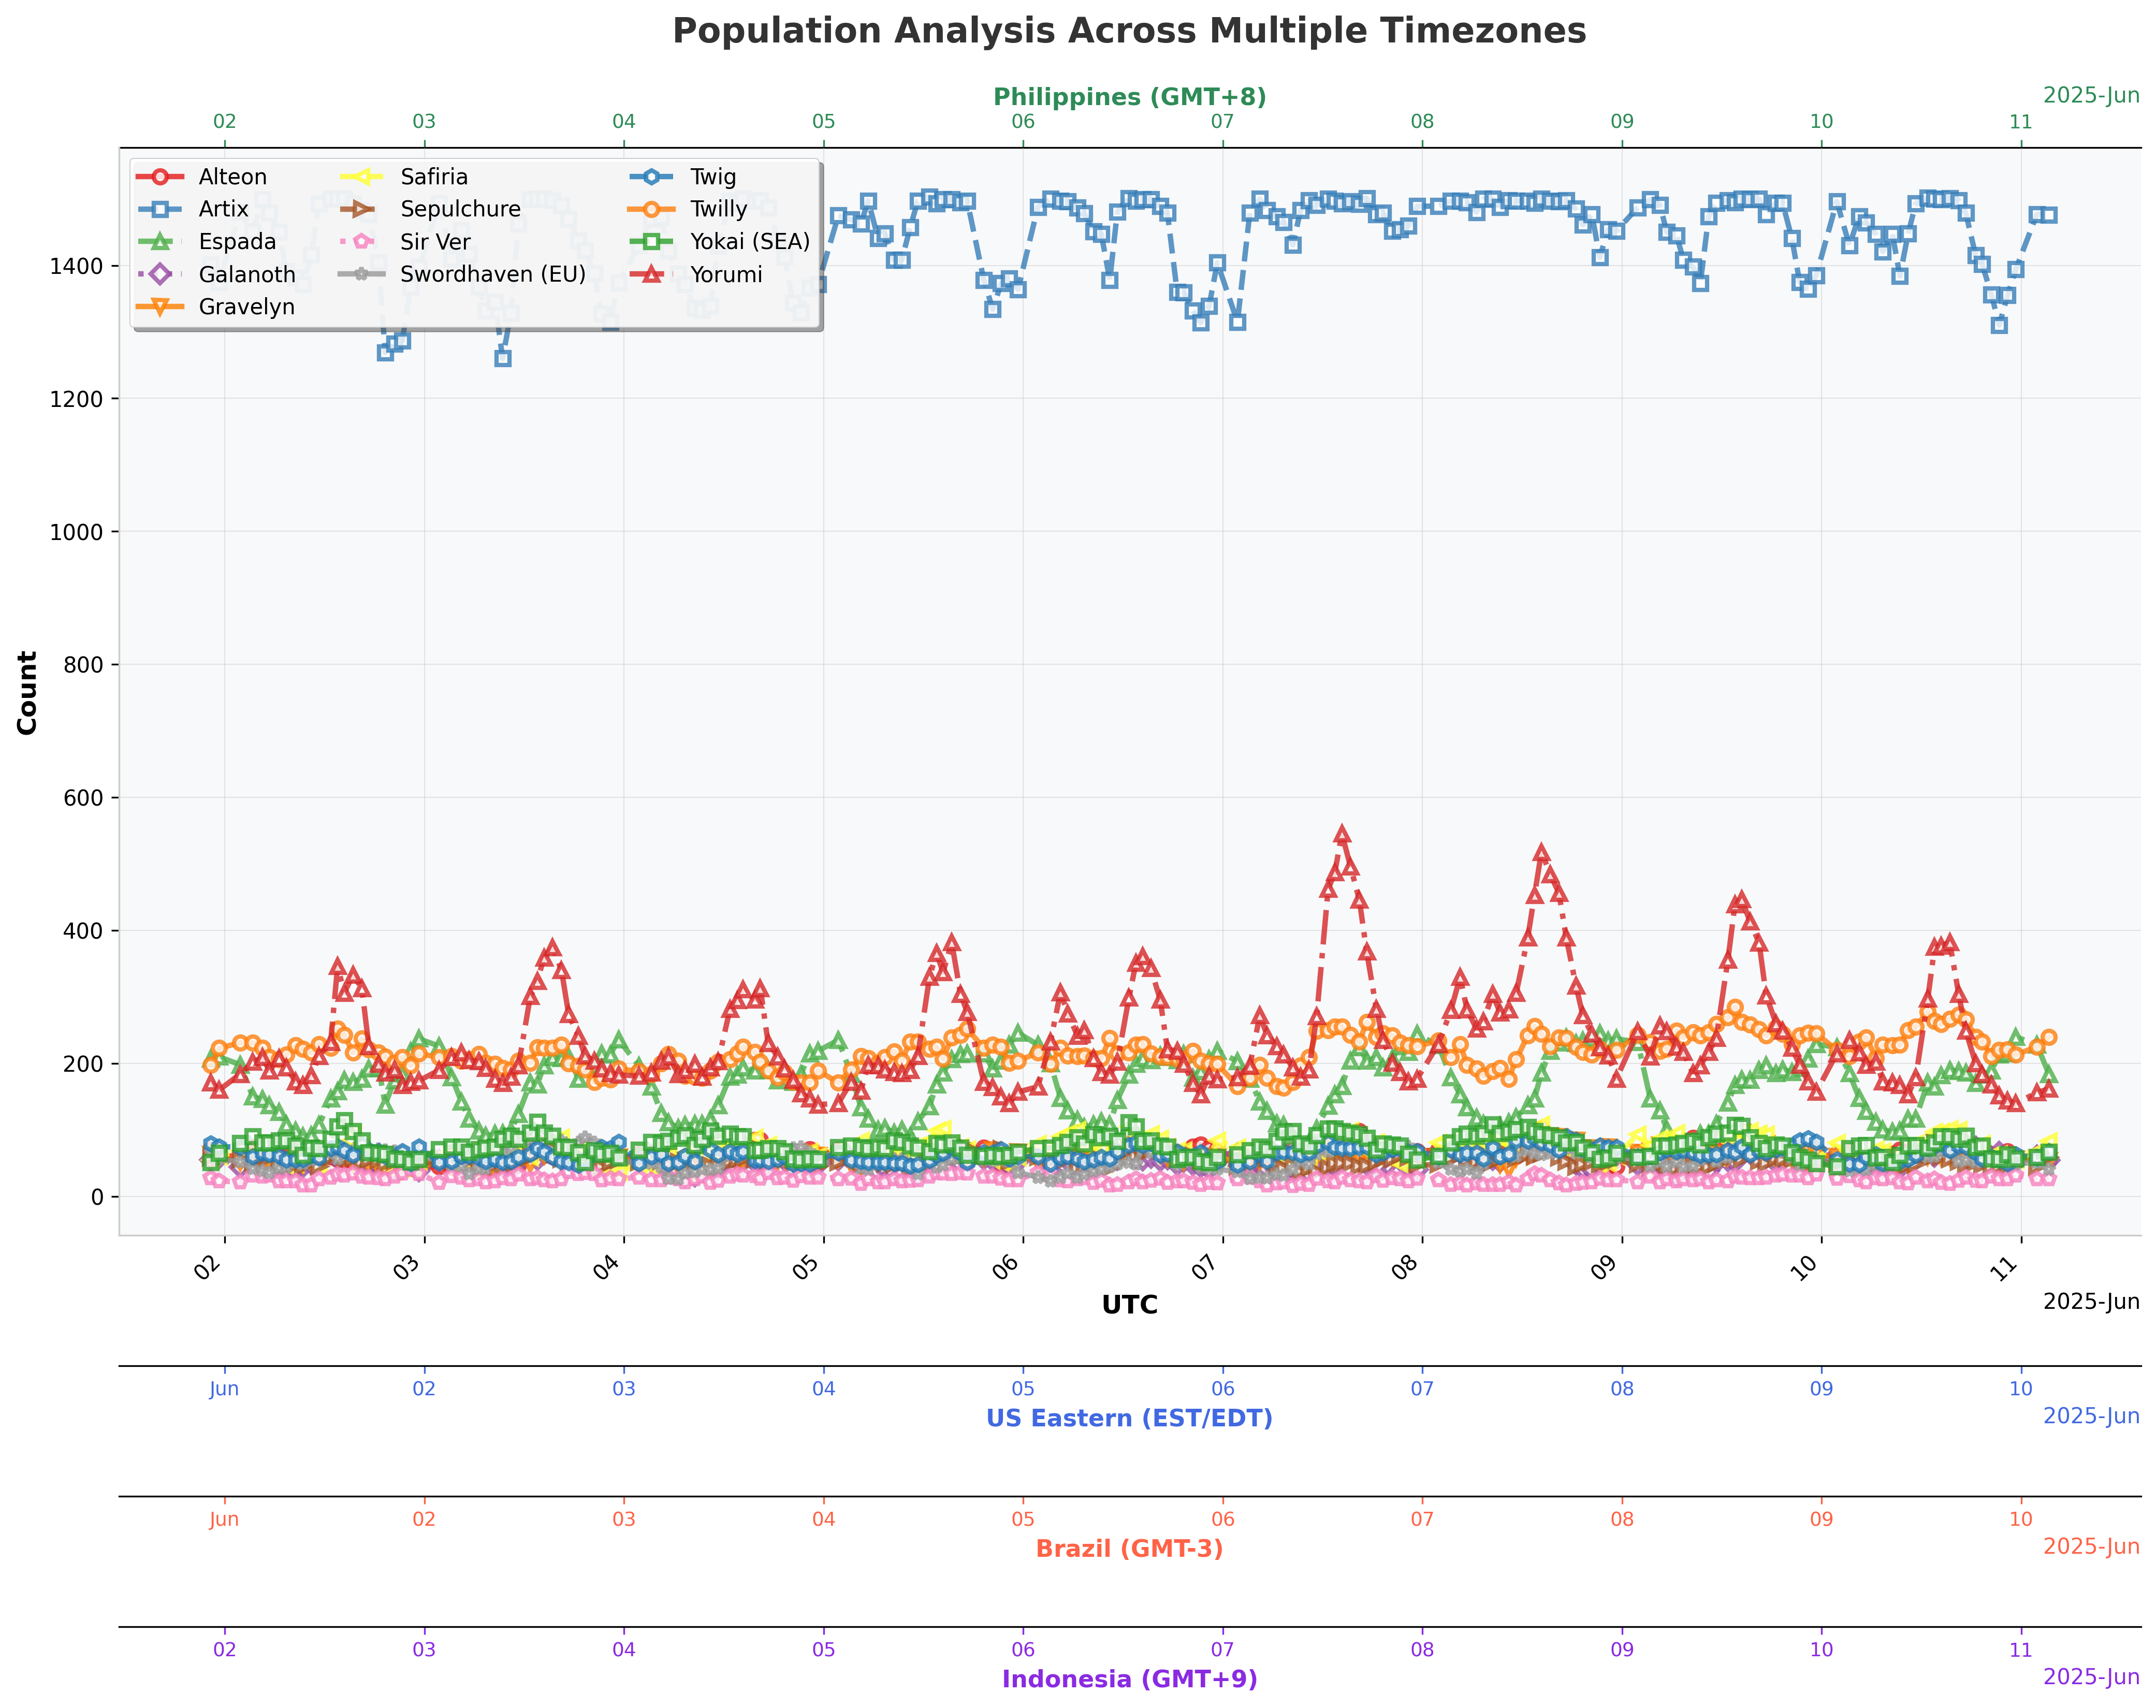 Population Analysis Across Multiple Timezones
Philippines (GMT+8)
2025-Jun
02 03 04 05 06 07 08 09 10 11
Alteon Safiria Twig
Artix Sepulchure Twilly
Espada Sir Ver Yokai (SEA)
Galanoth Swordhaven (EU) Yorumi
Gravelyn
1400
1200
1000
800
600
400
200
0
Count
02 03 04 05 06 07 08 09 10 11
UTC
2025-Jun
Jun 02 03 04 05 06 07 08 09 10
US Eastern (EST/EDT)
2025-Jun
Jun 02 03 04 05 06 07 08 09 10
Brazil (GMT-3)
2025-Jun
02 03 04 05 06 07 08 09 10 11
Indonesia (GMT+9)
2025-Jun